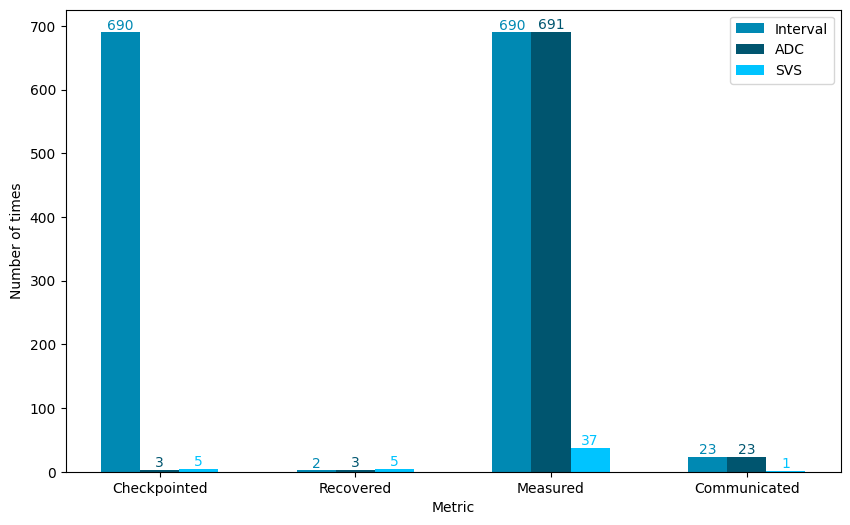 Number of times
700
600
500
400
300
200
100
0
690
3
5
2
3
5
690
691
37
23
23
1
Interval
ADC
SVS
Checkpointed
Recovered
Measured
Communicated
Metric